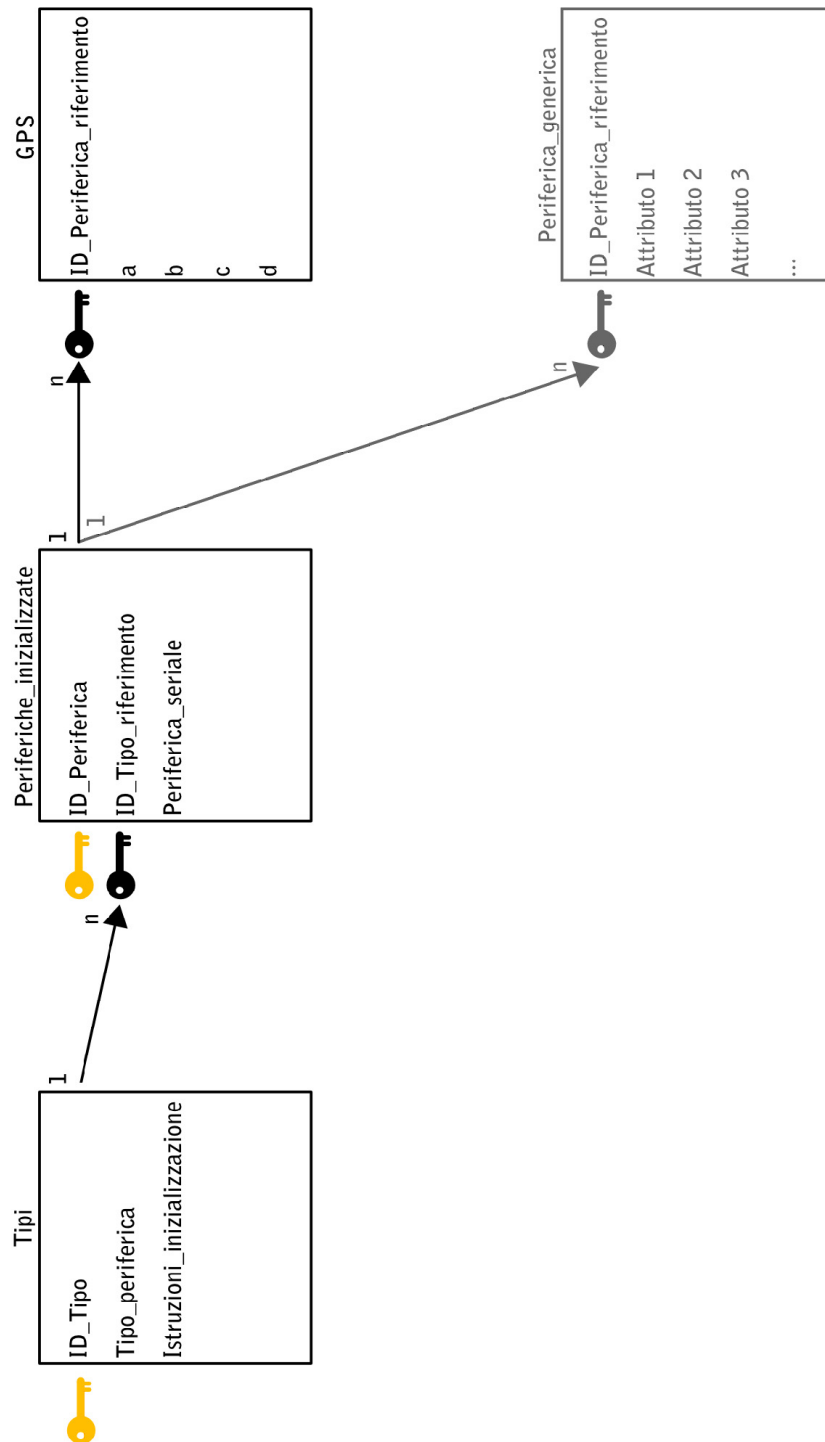 Tipi
ID_Tipo
Tipo_periferica
Istruzioni_inizializzazione
1
n
Periferiche_inizializzate
ID_Periferica
ID_Tipo_riferimento
Periferica_seriale
1
1
n
GPS
ID_Periferica_riferimento
a
b
c
d
n
Periferica_generica
ID_Periferica_riferimento
Attributo 1
Attributo 2
Attributo 3
...